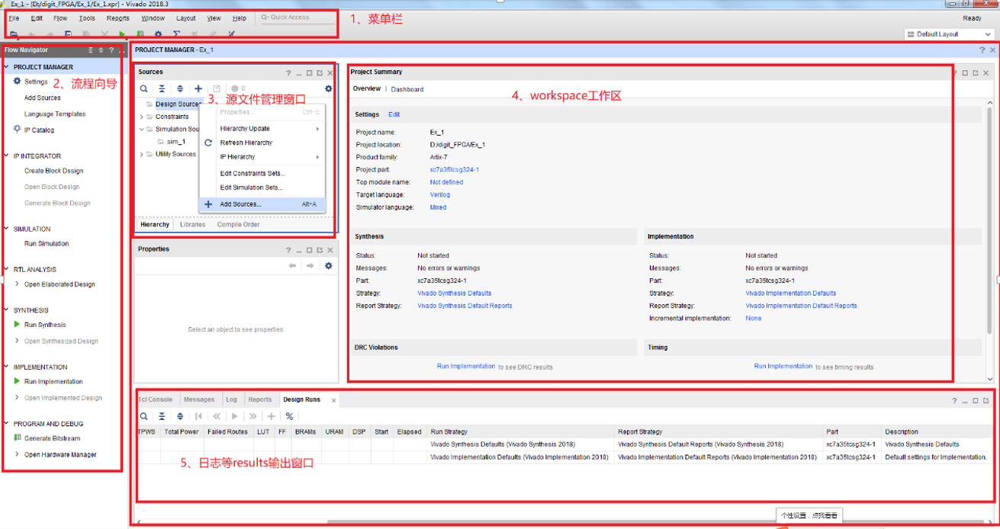 Ex_1 - [D:/digit_FPGA/Ex_1/Ex_1.xpr] - Vivado 2018.3
File Edit Flow Tools Reports Window Layout View Help Q- Quick Access
1、菜单栏
Ready
Default Layout
Flow Navigator
PROJECT MANAGER - Ex_1
PROJECT MANAGER
Settings
2、流程向导
Add Sources
Language Templates
IP Catalog
IP INTEGRATOR
Create Block Design
Open Block Design
Generate Block Design
SIMULATION
Run Simulation
RTL ANALYSIS
Open Elaborated Design
SYNTHESIS
Run Synthesis
Open Synthesized Design
IMPLEMENTATION
Run Implementation
Open Implemented Design
PROGRAM AND DEBUG
Generate Bitstream
Open Hardware Manager
Sources
0
3、源文件管理窗口
Design Sources
Constraints
Simulation Sou
sim_1
Utility Sources
Properties... Ctrl+E
Hierarchy Update
Refresh Hierarchy
IP Hierarchy
Edit Constraints Sets...
Edit Simulation Sets...
Add Sources... Alt+A
Hierarchy Libraries Compile Order
Properties
Select an object to see properties
Project Summary
Overview | Dashboard
4、workspace工作区
Settings Edit
Project name: Ex_1
Project location: D:/digit_FPGA/Ex_1
Product family: Artix-7
Project part: xc7a35tcsg324-1
Top module name: Not defined
Target language: Verilog
Simulator language: Mixed
Synthesis
Status: Not started
Messages: No errors or warnings
Part: xc7a35tcsg324-1
Strategy: Vivado Synthesis Defaults
Report Strategy: Vivado Synthesis Default Reports
Implementation
Status: Not started
Messages: No errors or warnings
Part: xc7a35tcsg324-1
Strategy: Vivado Implementation Defaults
Report Strategy: Vivado Implementation Default Reports
Incremental implementation: None
DRC Violations
Run Implementation to see DRC results
Timing
Run Implementation to see timing results
Tcl Console Messages Log Reports Design Runs
TPWS Total Power Failed Routes LUT FF BRAMs URAM DSP Start Elapsed Run Strategy Report Strategy Part Description
Vivado Synthesis Defaults (Vivado Synthesis 2018) Vivado Synthesis Default Reports (Vivado Synthesis 2018) xc7a35tcsg324-1 Vivado Synthesis Defaults
Vivado Implementation Defaults (Vivado Implementation 2018) Vivado Implementation Default Reports (Vivado Implementation 2018) xc7a35tcsg324-1 Default settings for Implementation.
5、日志等results输出窗口
个性设置，点我看看